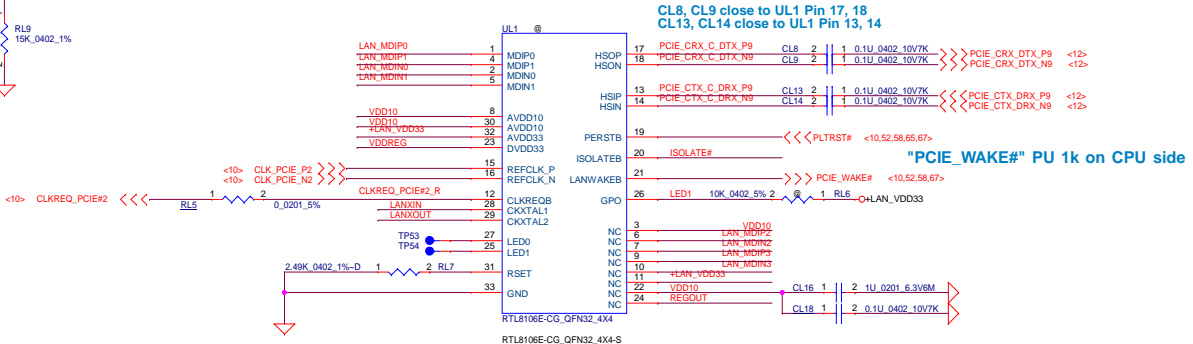 CL8, CL9 close to UL1 Pin 17, 18
CL13, CL14 close to UL1 Pin 13, 14
RL9
15K_0402_1%
UL1 @
LAN_MDIP0 1 MDIP0
LAN_MDIP1 4 MDIP1
LAN_MDIN0 2 MDIN0
LAN_MDIN1 5 MDIN1
HSOP 17 PCIE_CRX_C_DTX_P9 CL8 2 1 0.1U_0402_10V7K PCIE_CRX_DTX_P9 <12>
HSON 18 PCIE_CRX_C_DTX_N9 CL9 2 1 0.1U_0402_10V7K PCIE_CRX_DTX_N9 <12>
HSIP 13 PCIE_CTX_C_DRX_P9 CL13 2 1 0.1U_0402_10V7K PCIE_CTX_DRX_P9 <12>
HSIN 14 PCIE_CTX_C_DRX_N9 CL14 2 1 0.1U_0402_10V7K PCIE_CTX_DRX_N9 <12>
VDD10 8 AVDD10
VDD10 30 AVDD10
+LAN_VDD33 32 AVDD33
VDDREG 23 DVDD33
PERSTB 19 PLTRST# <10,52,58,65,67>
ISOLATEB 20 ISOLATE#
"PCIE_WAKE#" PU 1k on CPU side
<10> CLK_PCIE_P2 15 REFCLK_P
<10> CLK_PCIE_N2 16 REFCLK_N
LANWAKEB 21 PCIE_WAKE# <10,52,58,67>
<10> CLKREQ_PCIE#2 RL5 1 2 0_0201_5% CLKREQ_PCIE#2_R 12 CLKREQB
GPO 26 LED1 10K_0402_5% 2 @ 1 RL6 +LAN_VDD33
LANXIN 28 CKXTAL1
LANXOUT 29 CKXTAL2
TP53 27 LED0
TP54 25 LED1
NC 3 VDD10
NC 6 LAN_MDIP2
NC 7 LAN_MDIN2
NC 9 LAN_MDIP3
NC 10 LAN_MDIN3
NC 11 +LAN_VDD33
NC 22 VDD10
NC 24 REGOUT
2.49K_0402_1%~D 1 2 RL7 31 RSET
33 GND
CL16 1 2 1U_0201_6.3V6M
CL18 1 2 0.1U_0402_10V7K
RTL8106E-CG_QFN32_4X4
RTL8106E-CG_QFN32_4X4-S